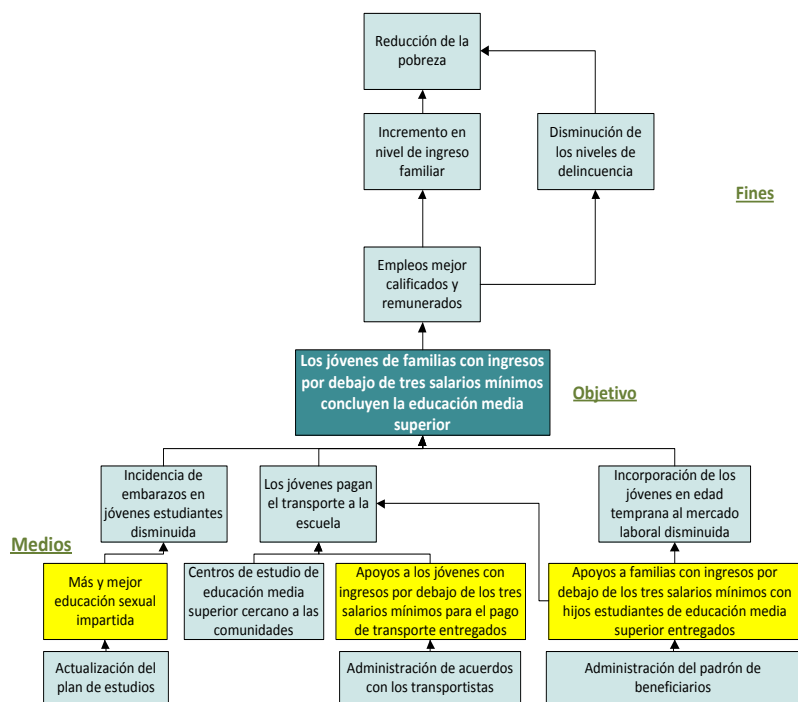 Reducción de la
pobreza
Incremento en
nivel de ingreso
familiar
Disminución de
los niveles de
delincuencia
Fines
Empleos mejor
calificados y
remunerados
Los jóvenes de familias con ingresos
por debajo de tres salarios mínimos
concluyen la educación media
superior
Objetivo
Incidencia de
embarazos en
jóvenes estudiantes
disminuida
Los jóvenes pagan
el transporte a la
escuela
Incorporación de los
jóvenes en edad
temprana al mercado
laboral disminuida
Medios
Más y mejor
educación sexual
impartida
Centros de estudio de
educación media
superior cercano a las
comunidades
Apoyos a los jóvenes con
ingresos por debajo de los tres
salarios mínimos para el pago
de transporte entregados
Apoyos a familias con ingresos por
debajo de los tres salarios mínimos con
hijos estudiantes de educación media
superior entregados
Actualización del
plan de estudios
Administración de acuerdos
con los transportistas
Administración del padrón de
beneficiarios